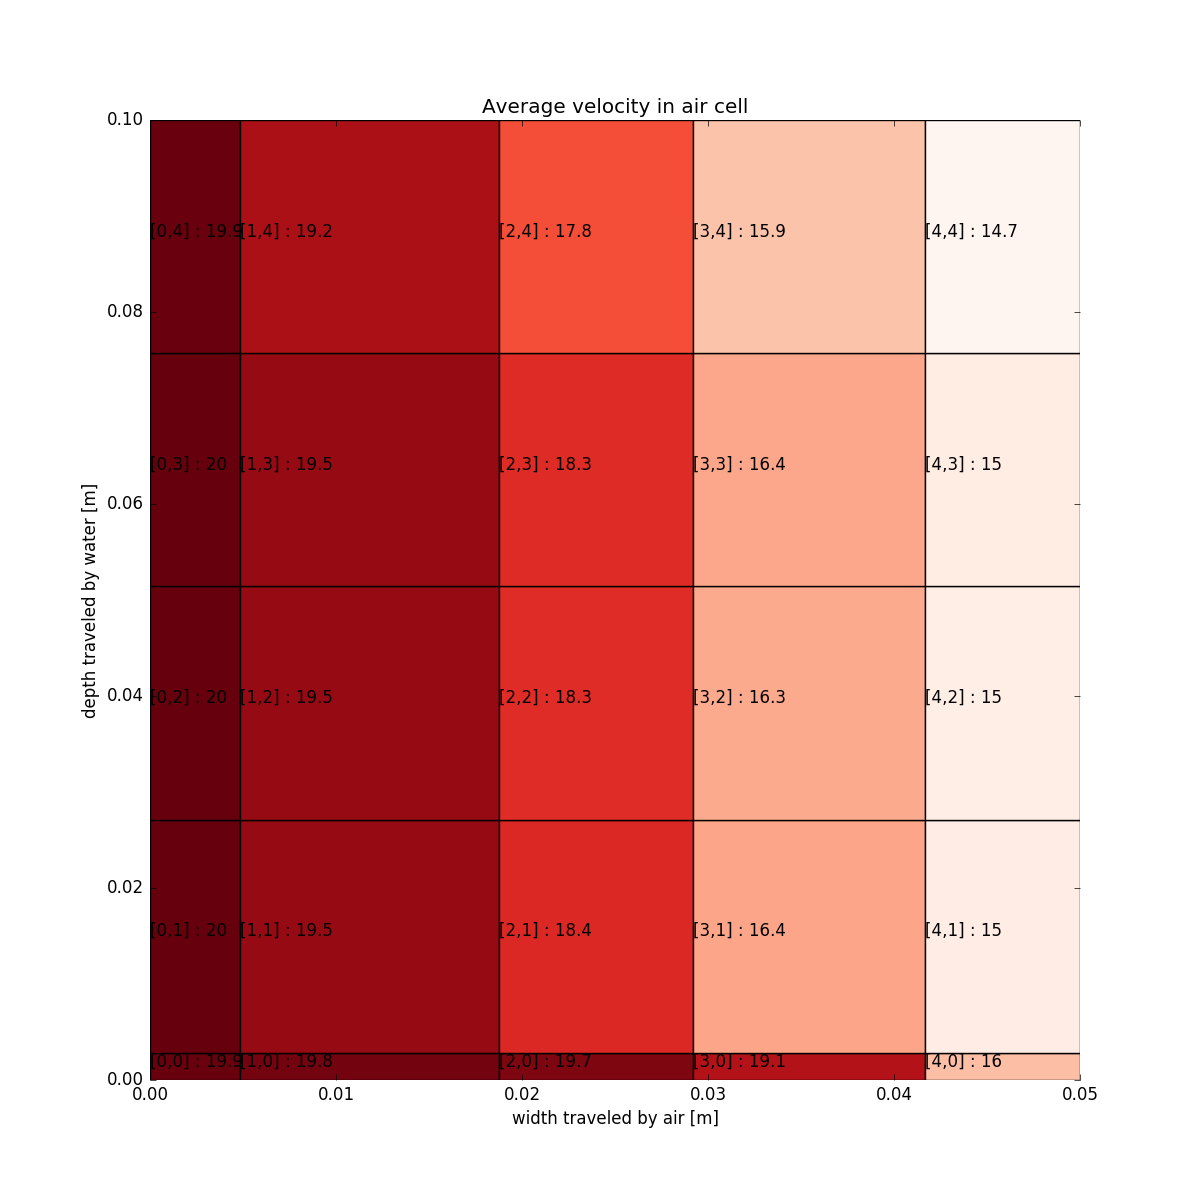 Average velocity in air cell
0.10
[0,4] : 19.9 [1,4] : 19.2 [2,4] : 17.8 [3,4] : 15.9 [4,4] : 14.7
0.08
[0,3] : 20 [1,3] : 19.5 [2,3] : 18.3 [3,3] : 16.4 [4,3] : 15
0.06
depth traveled by water [m]
0.04 [0,2] : 20 [1,2] : 19.5 [2,2] : 18.3 [3,2] : 16.3 [4,2] : 15
0.02
[0,1] : 20 [1,1] : 19.5 [2,1] : 18.4 [3,1] : 16.4 [4,1] : 15
[0,0] : 19.9 [1,0] : 19.8 [2,0] : 19.7 [3,0] : 19.1 [4,0] : 16
0.00
0.00 0.01 0.02 0.03 0.04 0.05
width traveled by air [m]